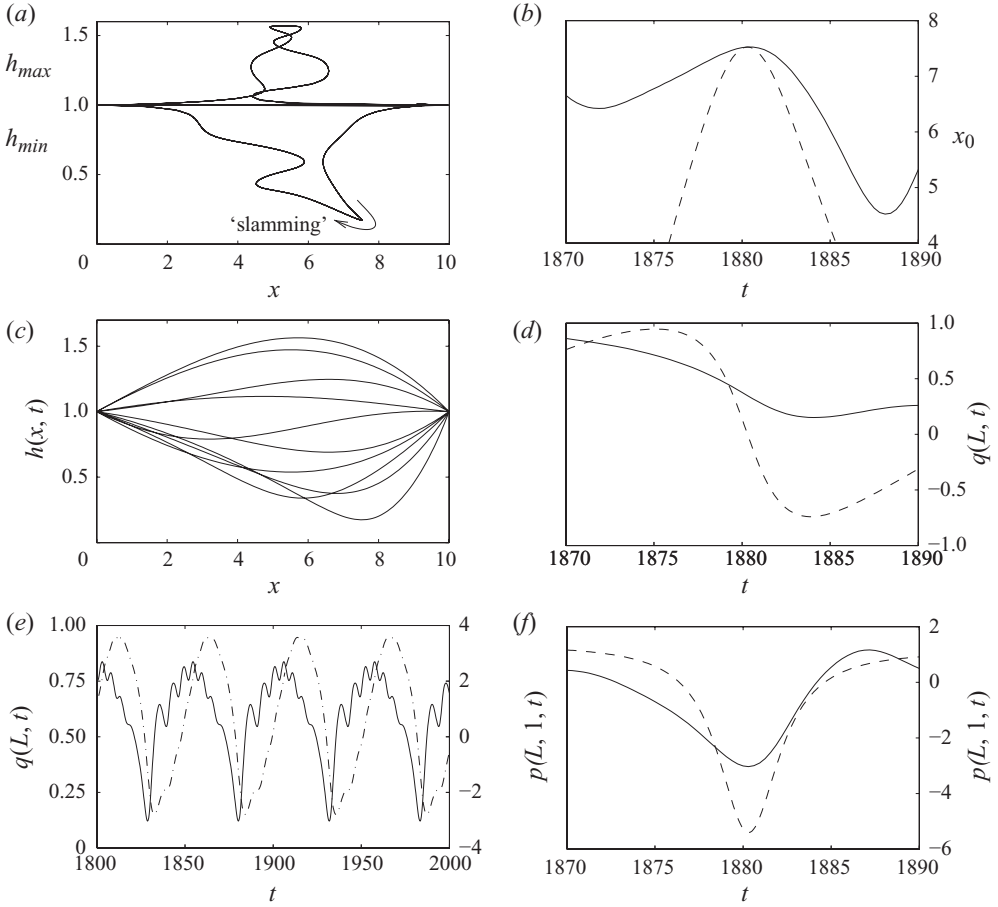 (a)
1.5
h_max
1.0
h_min
0.5
‘slamming’
0 2 4 6 8 10
x
(b)
8
7
x_0
6
5
4
1870 1875 1880 1885 1890
t
(c)
1.5
1.0
0.5
h(x, t)
0 2 4 6 8 10
x
(d)
1.0
0.5
0
−0.5
−1.0
q(L, t)
1870 1875 1880 1885 1890
t
(e)
1.00
0.75
0.50
0.25
0
q(L, t)
4
2
0
−2
−4
p(L, 1, t)
1800 1850 1900 1950 2000
t
(f)
2
0
−2
−4
−6
p(L, 1, t)
1870 1875 1880 1885 1890
t